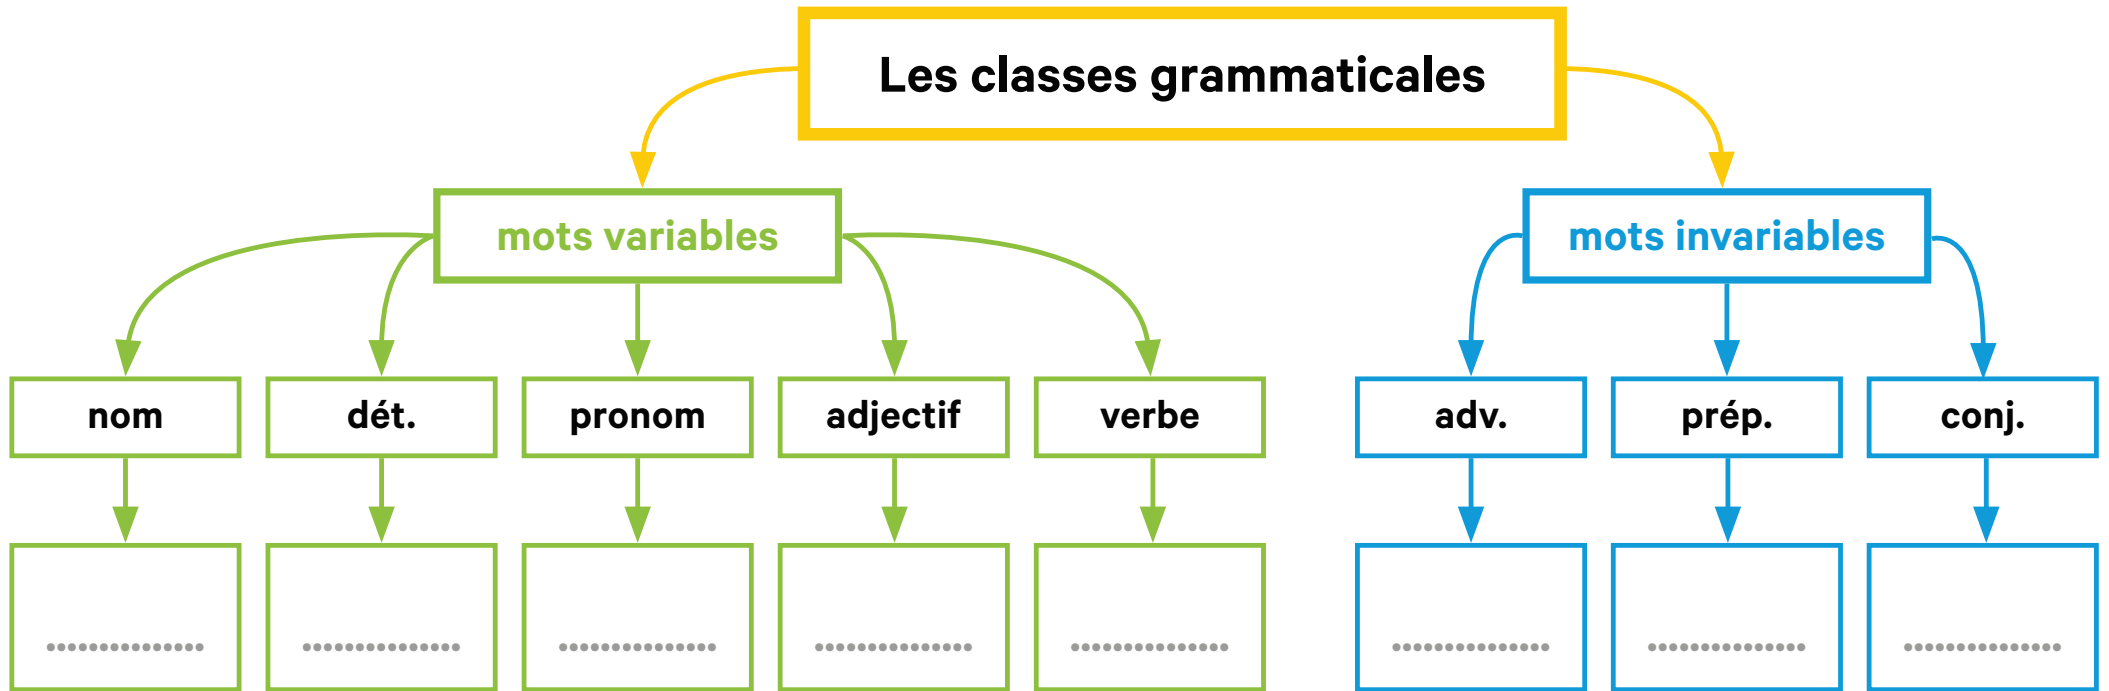 Les classes grammaticales
mots variables
mots invariables
nom
dét.
pronom
adjectif
verbe
adv.
prép.
conj.
...............
...............
...............
...............
...............
...............
...............
...............